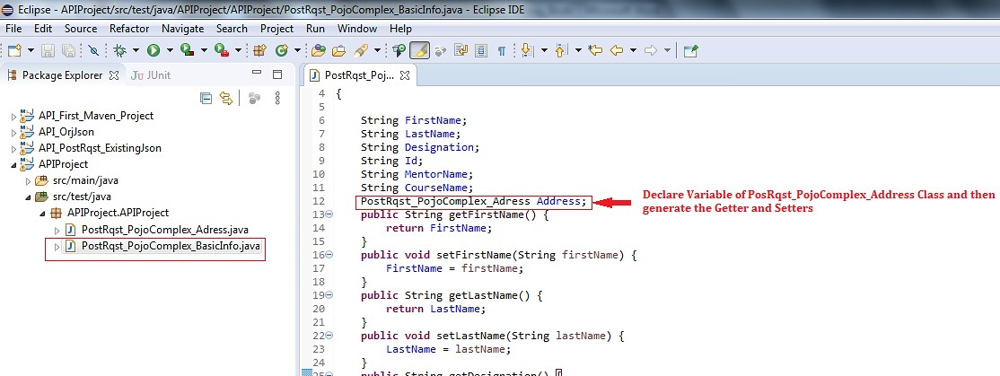 Eclipse - APIProject/src/test/java/APIProject/APIProject/PostRqst_PojoComplex_BasicInfo.java - Eclipse IDE
File Edit Source Refactor Navigate Search Project Run Window Help
Package Explorer
JUnit
API_First_Maven_Project
API_OrjJson
API_PostRqst_ExistingJson
APIProject
src/main/java
src/test/java
APIProject.APIProject
PostRqst_PojoComplex_Adress.java
PostRqst_PojoComplex_BasicInfo.java
PostRqst_Poj...
4 {
5
6 String FirstName;
7 String LastName;
8 String Designation;
9 String Id;
10 String MentorName;
11 String CourseName;
12 PostRqst_PojoComplex_Adress Address;
13 public String getFirstName() {
14 return FirstName;
15 }
16 public void setFirstName(String firstName) {
17 FirstName = firstName;
18 }
19 public String getLastName() {
20 return LastName;
21 }
22 public void setLastName(String lastName) {
23 LastName = lastName;
24 }
25 public String getDesignation() {
Declare Variable of PosRqst_PojoComplex_Address Class and then
generate the Getter and Setters